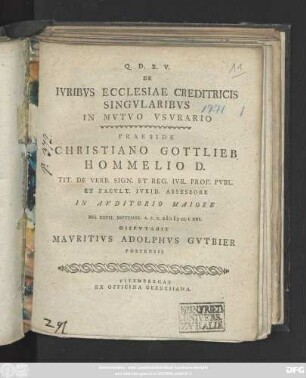 Q. D. B. V.
DE
IVRIBVS ECCLESIAE CREDITRICIS
SINGVLARIBVS
IN MVTVO VSVRARIO
PRAESIDE
CHRISTIANO GOTTLIEB
HOMMELIO D.
TIT. DE VERB. SIGN. ET REG. IVR. PROF. PVBL.
ET FACVLT. IVRID. ASSESSORE
IN AVDITORIO MAIORE
DISPVTABIT
MAVRITIVS ADOLPHVS GVTBIER
VITEMBERGAE
EX OFFICINA GERDESIANA.